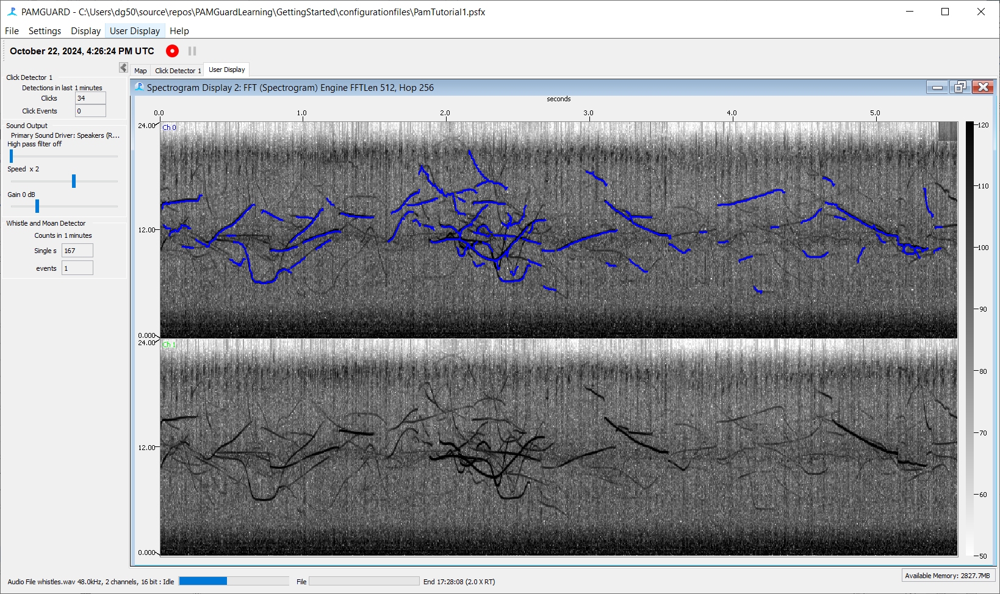 PAMGUARD - C:\Users\dg50\source\repos\PAMGuardLearning\GettingStarted\configurationfiles\PamTutorial1.psfx
File Settings Display User Display Help
October 22, 2024, 4:26:24 PM UTC
Map Click Detector 1 User Display
Click Detector 1
Detections in last 1 minutes
Clicks 34
Click Events 0
Sound Output
Primary Sound Driver: Speakers (R...
High pass filter off
Speed x 2
Gain 0 dB
Whistle and Moan Detector
Counts in 1 minutes
Single s 167
events 1
Spectrogram Display 2: FFT (Spectrogram) Engine FFTLen 512, Hop 256
seconds
0.0 1.0 2.0 3.0 4.0 5.0
24.00
Ch 0
12.00
0.000
24.00
Ch 1
12.00
0.000
120
110
100
90
80
70
60
50
Audio File whistles.wav 48.0kHz, 2 channels, 16 bit : Idle File End 17:28:08 (2.0 X RT)
Available Memory: 2827.7MB